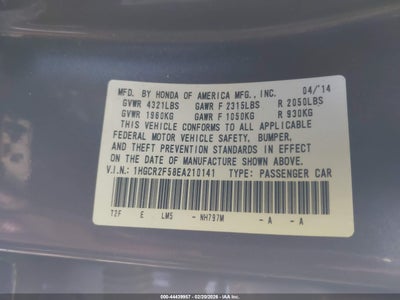 MFD. BY HONDA OF AMERICA MFG., INC. 04/'14
GVWR 4321LBS GAWR F 2315LBS R 2050LBS
GVWR 1960KG GAWR F 1050KG R 930KG
THIS VEHICLE CONFORMS TO ALL APPLICABLE
FEDERAL MOTOR VEHICLE SAFETY, BUMPER,
AND THEFT PREVENTION STANDARDS IN EFFECT
ON THE DATE OF MANUFACTURE SHOWN ABOVE.
V.I.N.: 1HGCR2F58EA210141 TYPE: PASSENGER CAR
T2F E LM5 - NH797M - A - A
© 44439957 - 02/20/2026 - IAA, Inc.